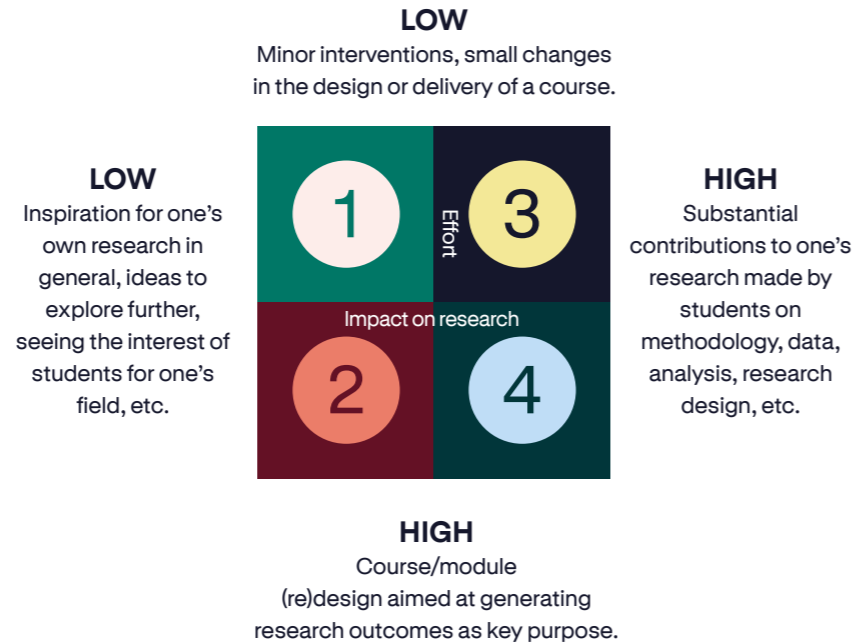 LOW
Minor interventions, small changes
in the design or delivery of a course.
LOW
Inspiration for one’s
own research in
general, ideas to
explore further,
seeing the interest of
students for one’s
field, etc.
1
Effort
3
Impact on research
2
4
HIGH
Substantial
contributions to one’s
research made by
students on
methodology, data,
analysis, research
design, etc.
HIGH
Course/module
(re)design aimed at generating
research outcomes as key purpose.